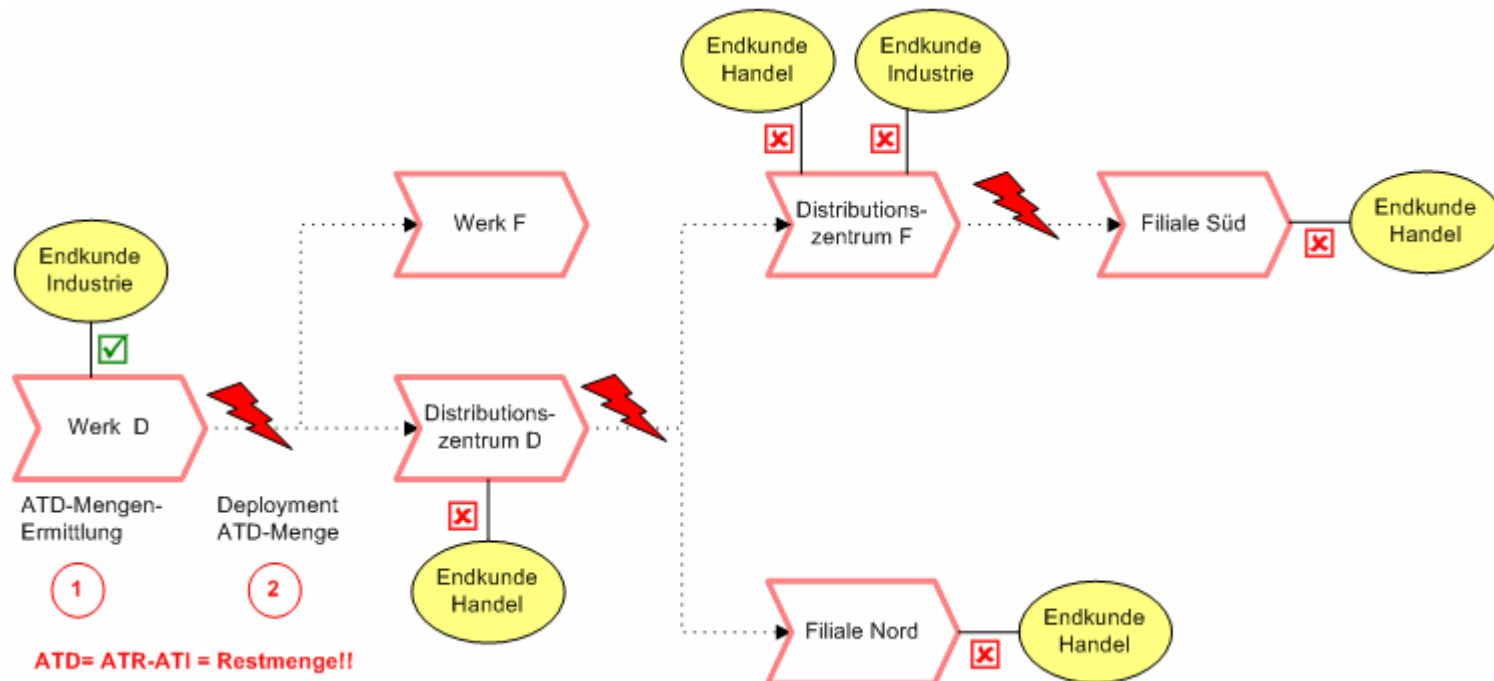 Endkunde
Handel
Endkunde
Industrie
Werk F
Distributions-
zentrum F
Filiale Süd
Endkunde
Handel
Endkunde
Industrie
Werk D
Distributions-
zentrum D
ATD-Mengen-
Ermittlung
Deployment
ATD-Menge
1
2
Endkunde
Handel
Filiale Nord
Endkunde
Handel
ATD= ATR-ATI = Restmenge!!